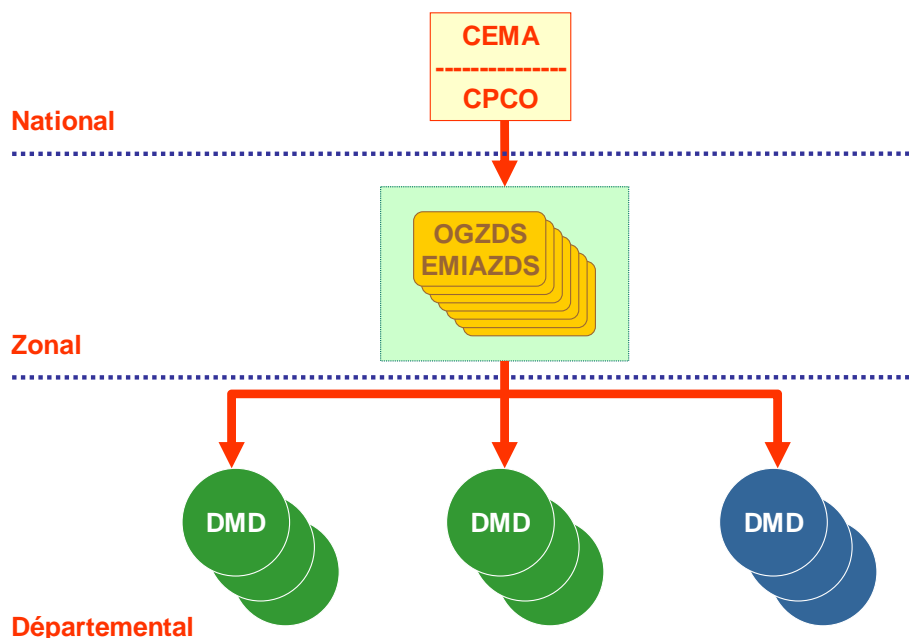 CEMA
CPCO
National
OGZDS
EMIAZDS
Zonal
DMD
DMD
DMD
Départemental